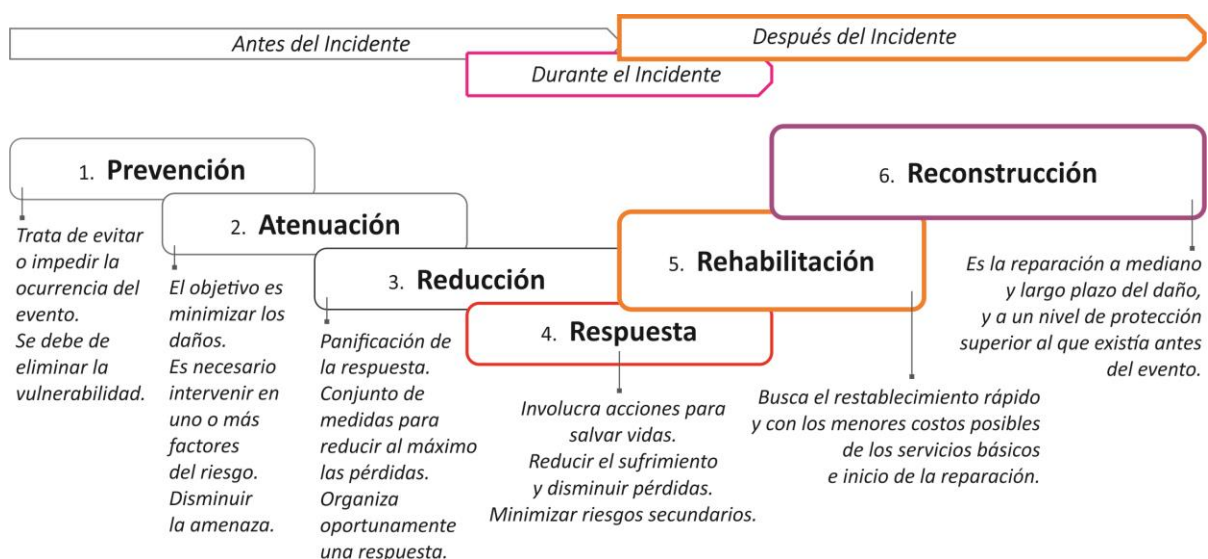 Antes del Incidente
Después del Incidente
Durante el Incidente
1. Prevención
Trata de evitar
o impedir la
ocurrencia del
evento.
Se debe de
eliminar la
vulnerabilidad.
2. Atenuación
El objetivo es
minimizar los
daños.
Es necesario
intervenir en
uno o más
factores
del riesgo.
Disminuir
la amenaza.
3. Reducción
Panificación de
la respuesta.
Conjunto de
medidas para
reducir al máximo
las pérdidas.
Organiza
oportunamente
una respuesta.
4. Respuesta
Involucra acciones para
salvar vidas.
Reducir el sufrimiento
y disminuir pérdidas.
Minimizar riesgos secundarios.
5. Rehabilitación
Busca el restablecimiento rápido
y con los menores costos posibles
de los servicios básicos
e inicio de la reparación.
6. Reconstrucción
Es la reparación a mediano
y largo plazo del daño,
y a un nivel de protección
superior al que existía antes
del evento.